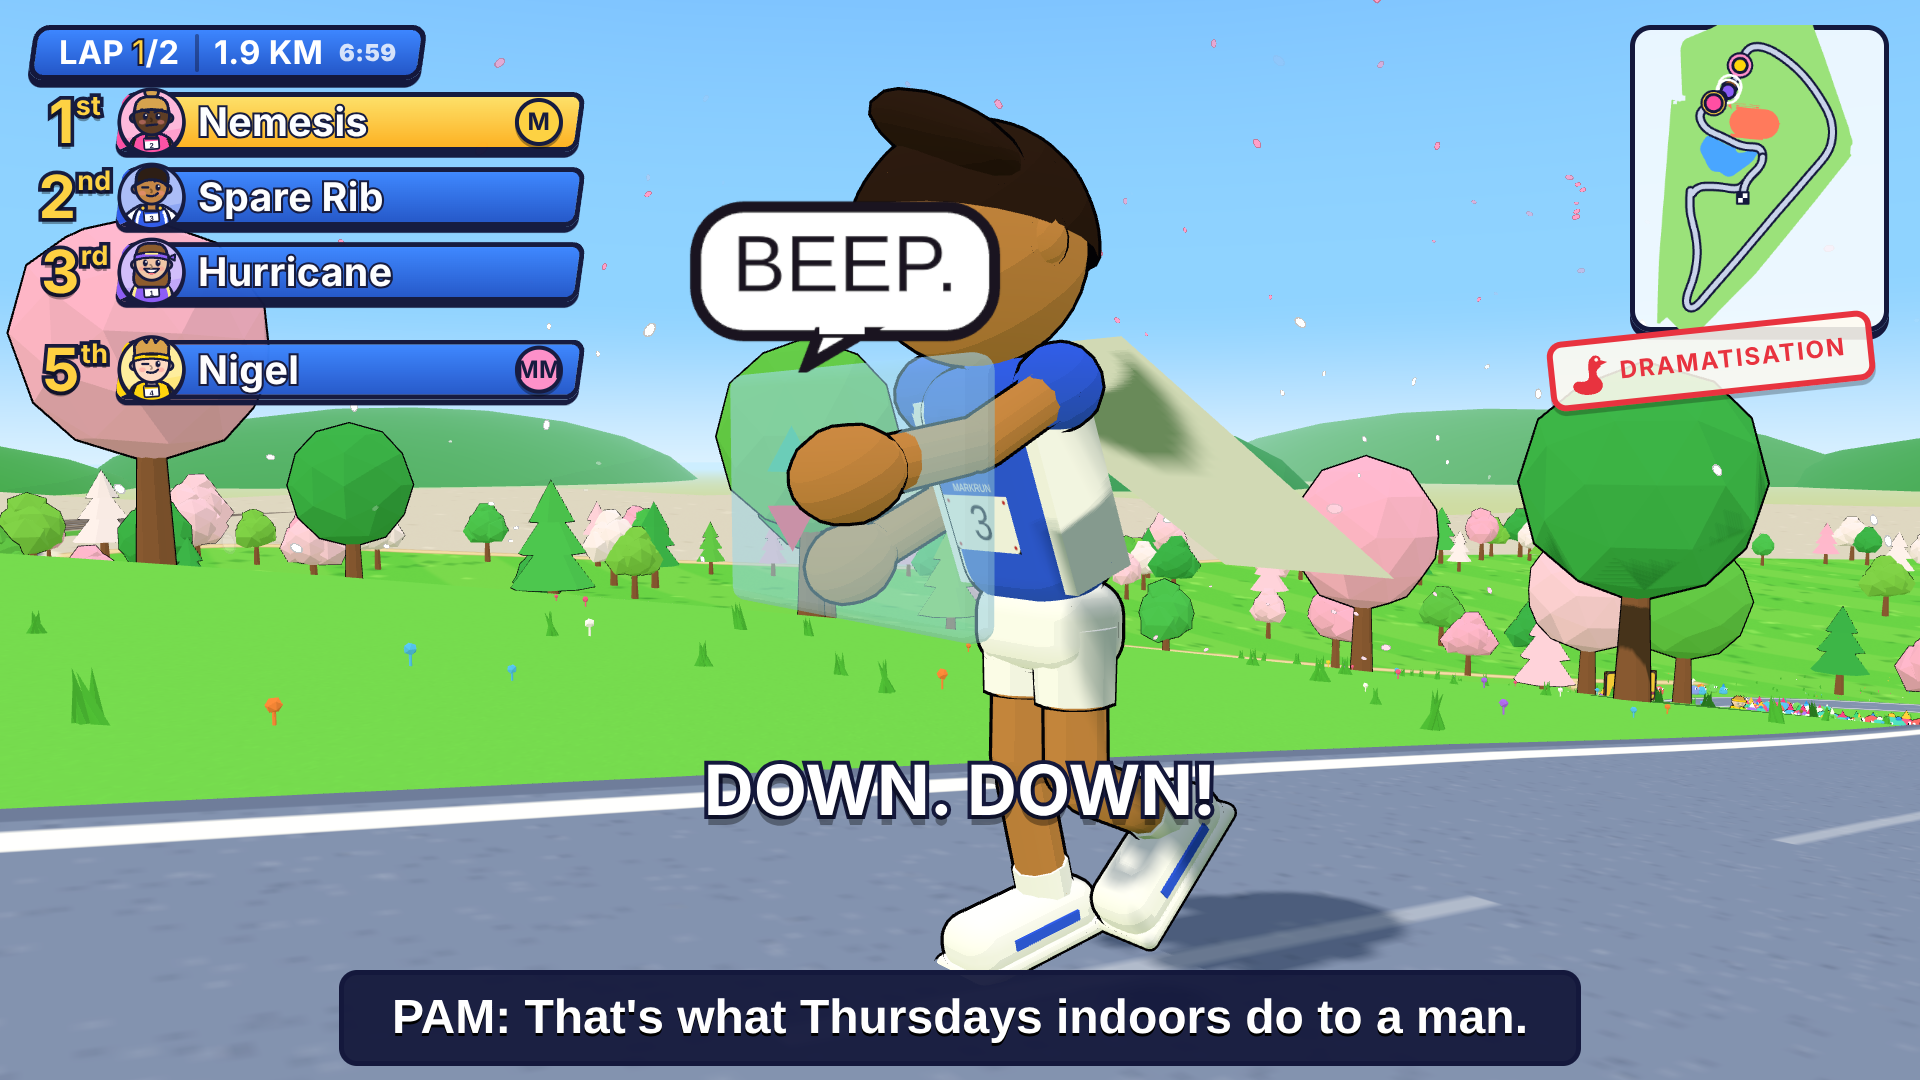 LAP 1/2 1.9 KM 6:59
1st Nemesis M
2nd Spare Rib
3rd Hurricane
5th Nigel MM
DRAMATISATION
BEEP.
MARKRUN
3
DOWN. DOWN!
PAM: That's what Thursdays indoors do to a man.